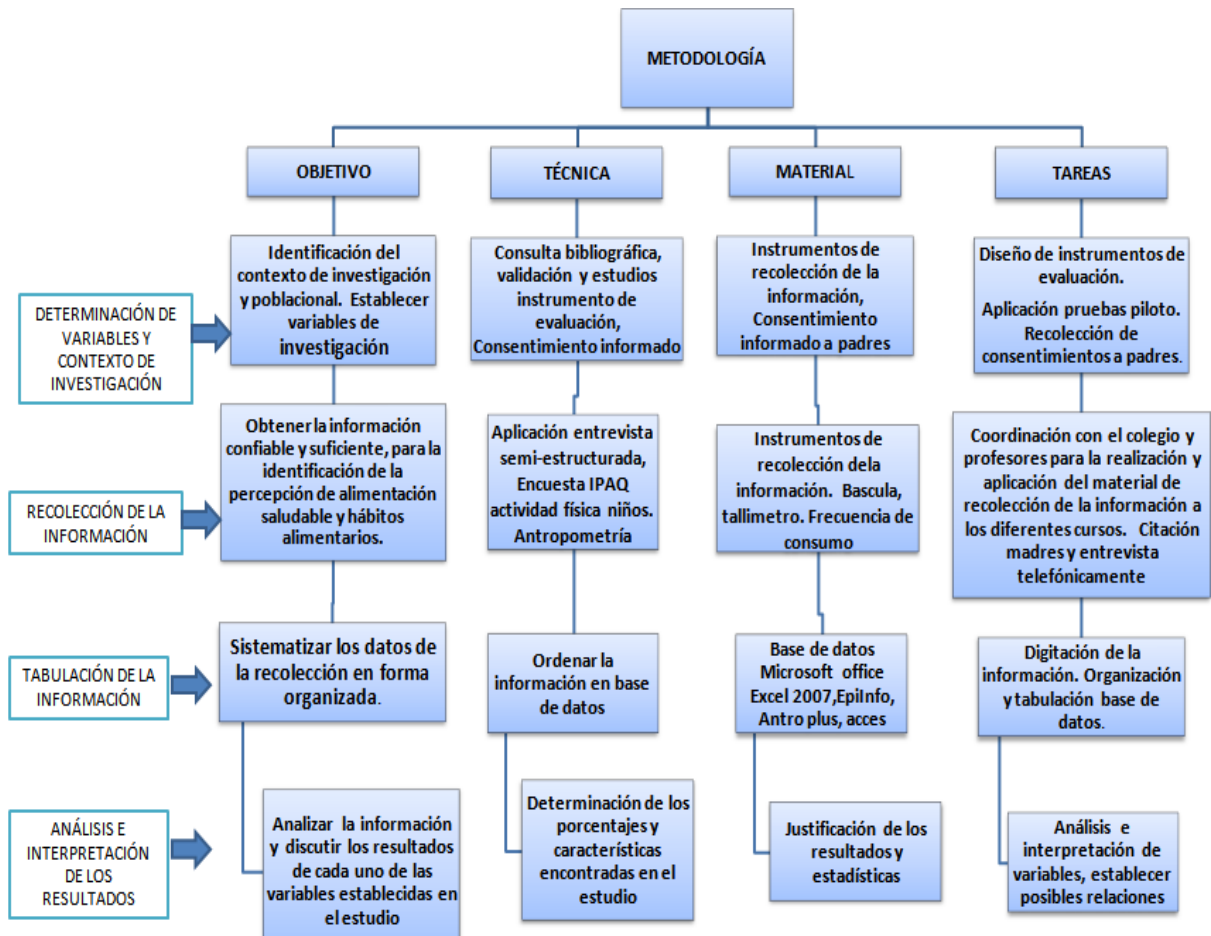 METODOLOGÍA
OBJETIVO
TÉCNICA
MATERIAL
TAREAS
DETERMINACIÓN DE
VARIABLES Y
CONTEXTO DE
INVESTIGACIÓN
Identificación del
contexto de investigación
y poblacional. Establecer
variables de
investigación
Consulta bibliográfica,
validación y estudios
instrumento de
evaluación,
Consentimiento informado
Instrumentos de
recolección de la
información,
Consentimiento
informado a padres
Diseño de instrumentos de
evaluación.
Aplicación pruebas piloto.
Recolección de
consentimientos a padres.
RECOLECCIÓN DE LA
INFORMACIÓN
Obtener la información
confiable y suficiente, para la
identificación de la
percepción de alimentación
saludable y hábitos
alimentarios.
Aplicación entrevista
semi-estructurada,
Encuesta IPAQ
actividad física niños.
Antropometría
Instrumentos de
recolección dela
información. Bascula,
tallimetro. Frecuencia de
consumo
Coordinación con el colegio y
profesores para la realización y
aplicación del material de
recolección de la información a
los diferentes cursos. Citación
madres y entrevista
telefónicamente
TABULACIÓN DE LA
INFORMACIÓN
Sistematizar los datos de
la recolección en forma
organizada.
Ordenar la
información en base
de datos
Base de datos
Microsoft office
Excel 2007,EpiInfo,
Antro plus, acces
Digitación de la
información. Organización
y tabulación base de
datos.
ANÁLISIS E
INTERPRETACIÓN
DE LOS
RESULTADOS
Analizar la información
y discutir los resultados
de cada uno de las
variables establecidas en
el estudio
Determinación de los
porcentajes y
características
encontradas en el
estudio
Justificación de los
resultados y
estadísticas
Análisis e
interpretación de
variables, establecer
posibles relaciones